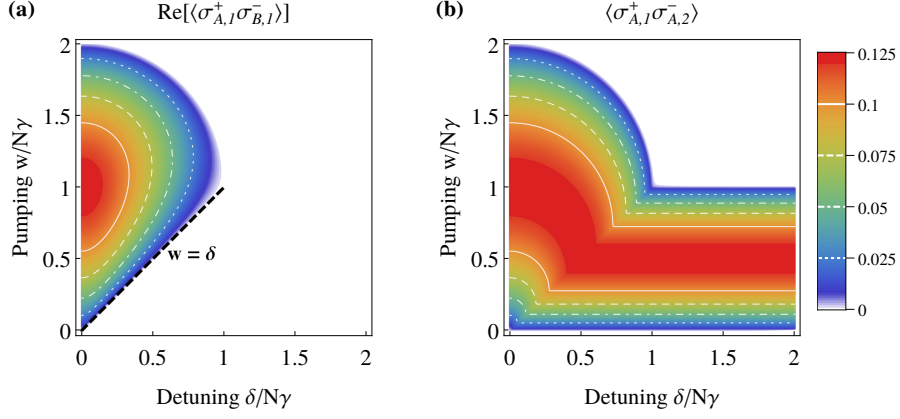 (a)
Re[⟨σ⁺_{A,1}σ⁻_{B,1}⟩]
Pumping w/Nγ
2
1.5
1
0.5
0
w = δ
0
0.5
1
1.5
2
Detuning δ/Nγ
(b)
⟨σ⁺_{A,1}σ⁻_{A,2}⟩
Pumping w/Nγ
2
1.5
1
0.5
0
0
0.5
1
1.5
2
Detuning δ/Nγ
0.125
0.1
0.075
0.05
0.025
0